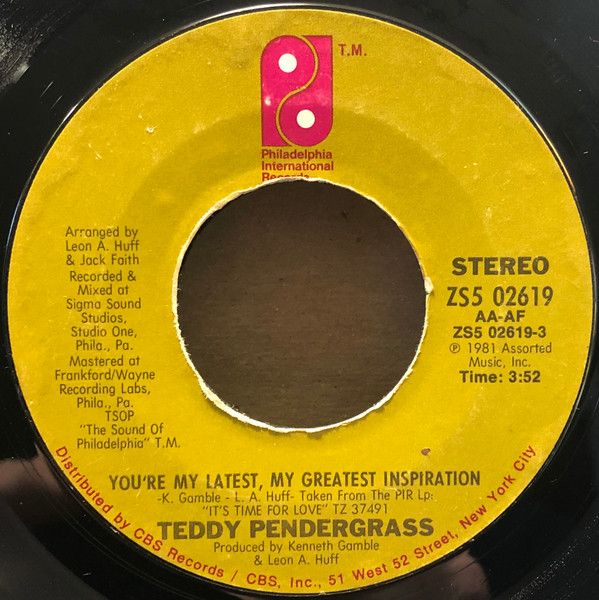 T.M.
Philadelphia
International
Records
Arranged by
Leon A. Huff
& Jack Faith
Recorded &
Mixed at
Sigma Sound
Studios,
Studio One,
Phila., Pa.
Mastered at
Frankford/Wayne
Recording Labs,
Phila., Pa.
TSOP
"The Sound Of
Philadelphia" T.M.
STEREO
ZS5 02619
AA-AF
ZS5 02619-3
℗ 1981 Assorted
Music, Inc.
Time: 3:52
YOU'RE MY LATEST, MY GREATEST INSPIRATION
-K. Gamble - L. A. Huff- Taken From The PIR Lp:
"IT'S TIME FOR LOVE" TZ 37491
TEDDY PENDERGRASS
Produced by Kenneth Gamble
& Leon A. Huff
Distributed by CBS Records / CBS, Inc., 51 West 52 Street, New York City